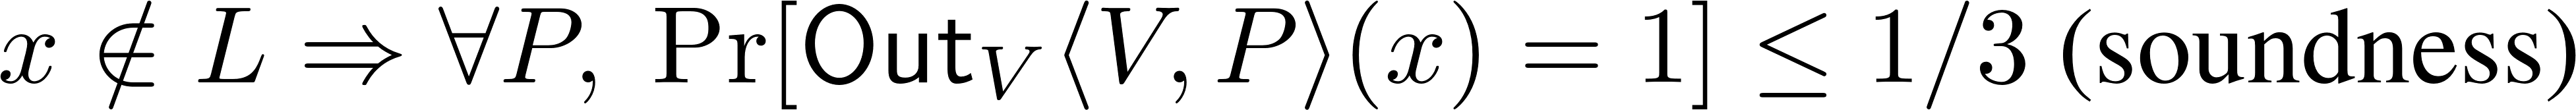 x ∉ L ⟹ ∀P, Pr[Out_V⟨V, P⟩(x) = 1] ≤ 1/3 (soundness)